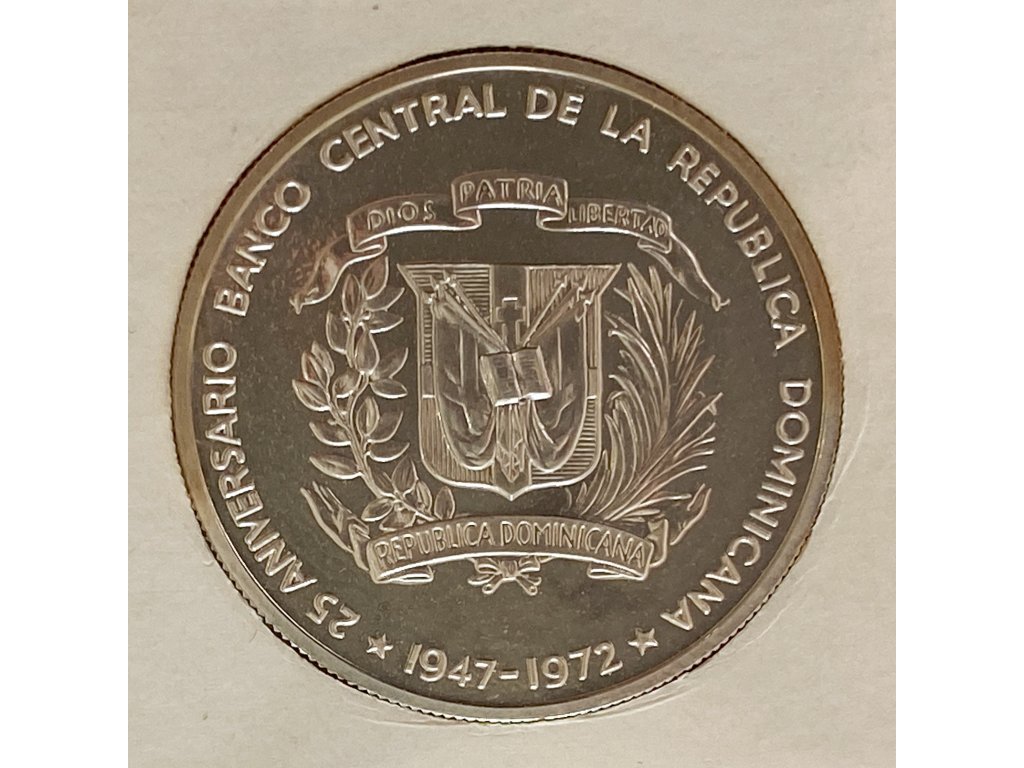 25 ANIVERSARIO BANCO CENTRAL DE LA REPUBLICA DOMINICANA
DIOS PATRIA LIBERTAD
REPUBLICA DOMINICANA
★ 1947-1972 ★